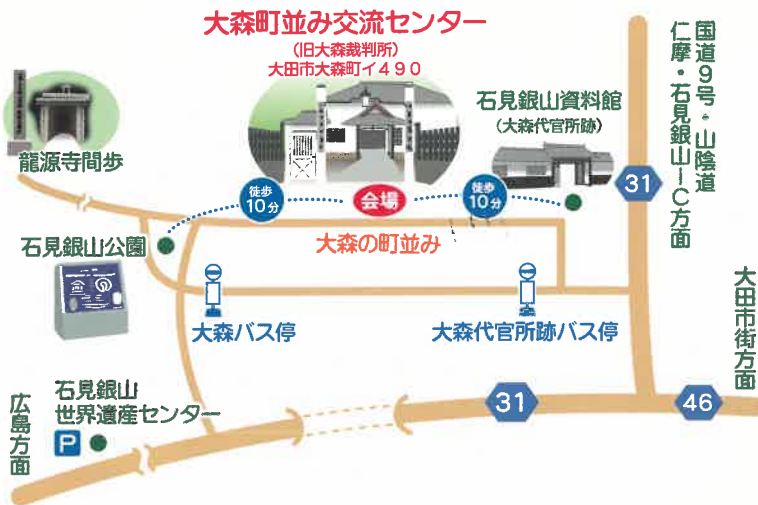 大森町並み交流センター
(旧大森裁判所)
大田市大森町イ490
石見銀山資料館
(大森代官所跡)
国道9号・山陰道
仁摩・石見銀山IC方面
龍源寺間歩
徒歩
10分
会場
徒歩
10分
31
石見銀山公園
大森の町並み
大森バス停
大森代官所跡バス停
大田市街方面
石見銀山
世界遺産センター
P
広島方面
31
46